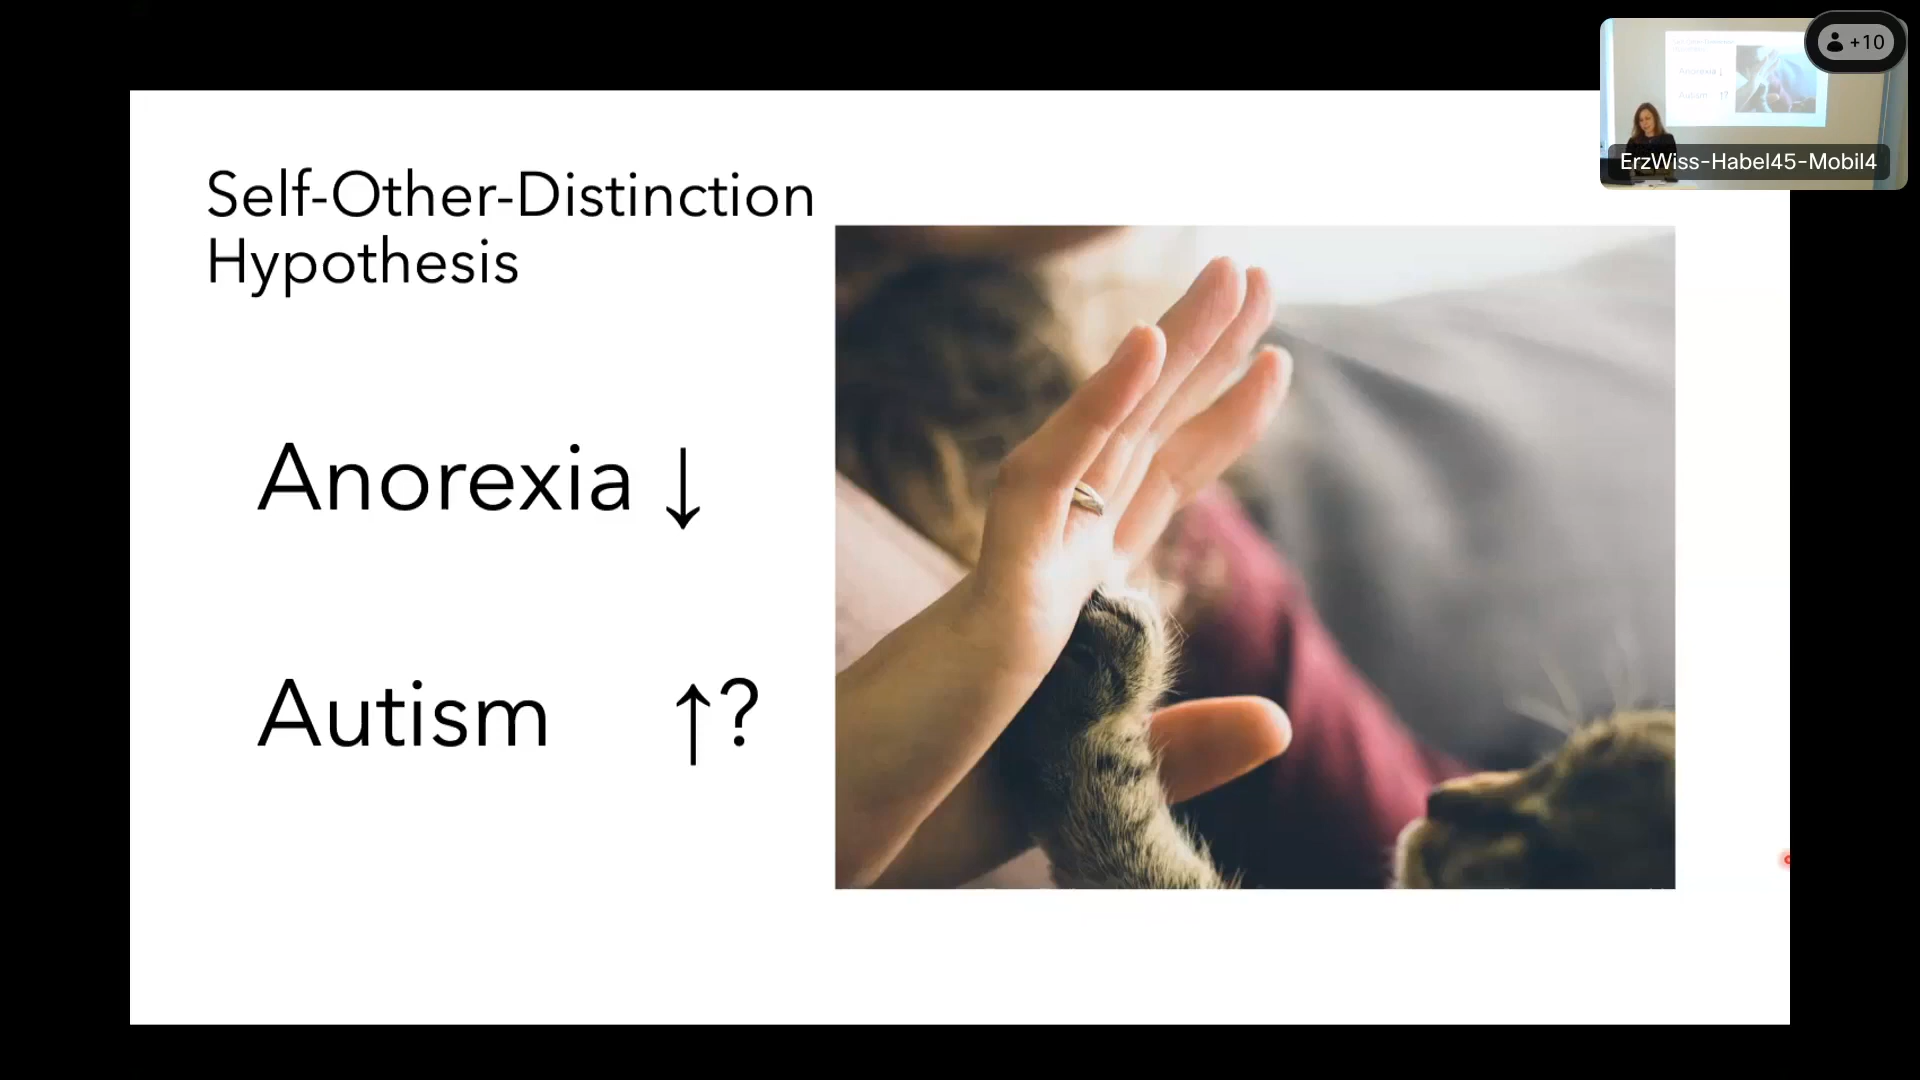 Self-Other-Distinction
Hypothesis
Anorexia ↓
Autism ↑?
+10
ErzWiss-Habel45-Mobil4